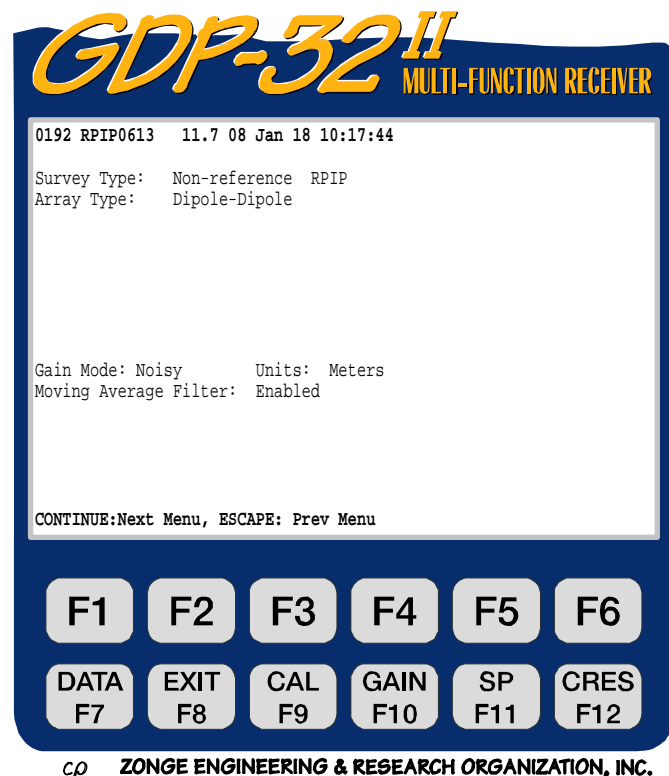 GDP-32 II
MULTI-FUNCTION RECEIVER
0192 RPIP0613 11.7 08 Jan 18 10:17:44
Survey Type: Non-reference RPIP
Array Type: Dipole-Dipole
Gain Mode: Noisy Units: Meters
Moving Average Filter: Enabled
CONTINUE:Next Menu, ESCAPE: Prev Menu
F1 F2 F3 F4 F5 F6
DATA EXIT CAL GAIN SP CRES
F7 F8 F9 F10 F11 F12
ZONGE ENGINEERING & RESEARCH ORGANIZATION, INC.